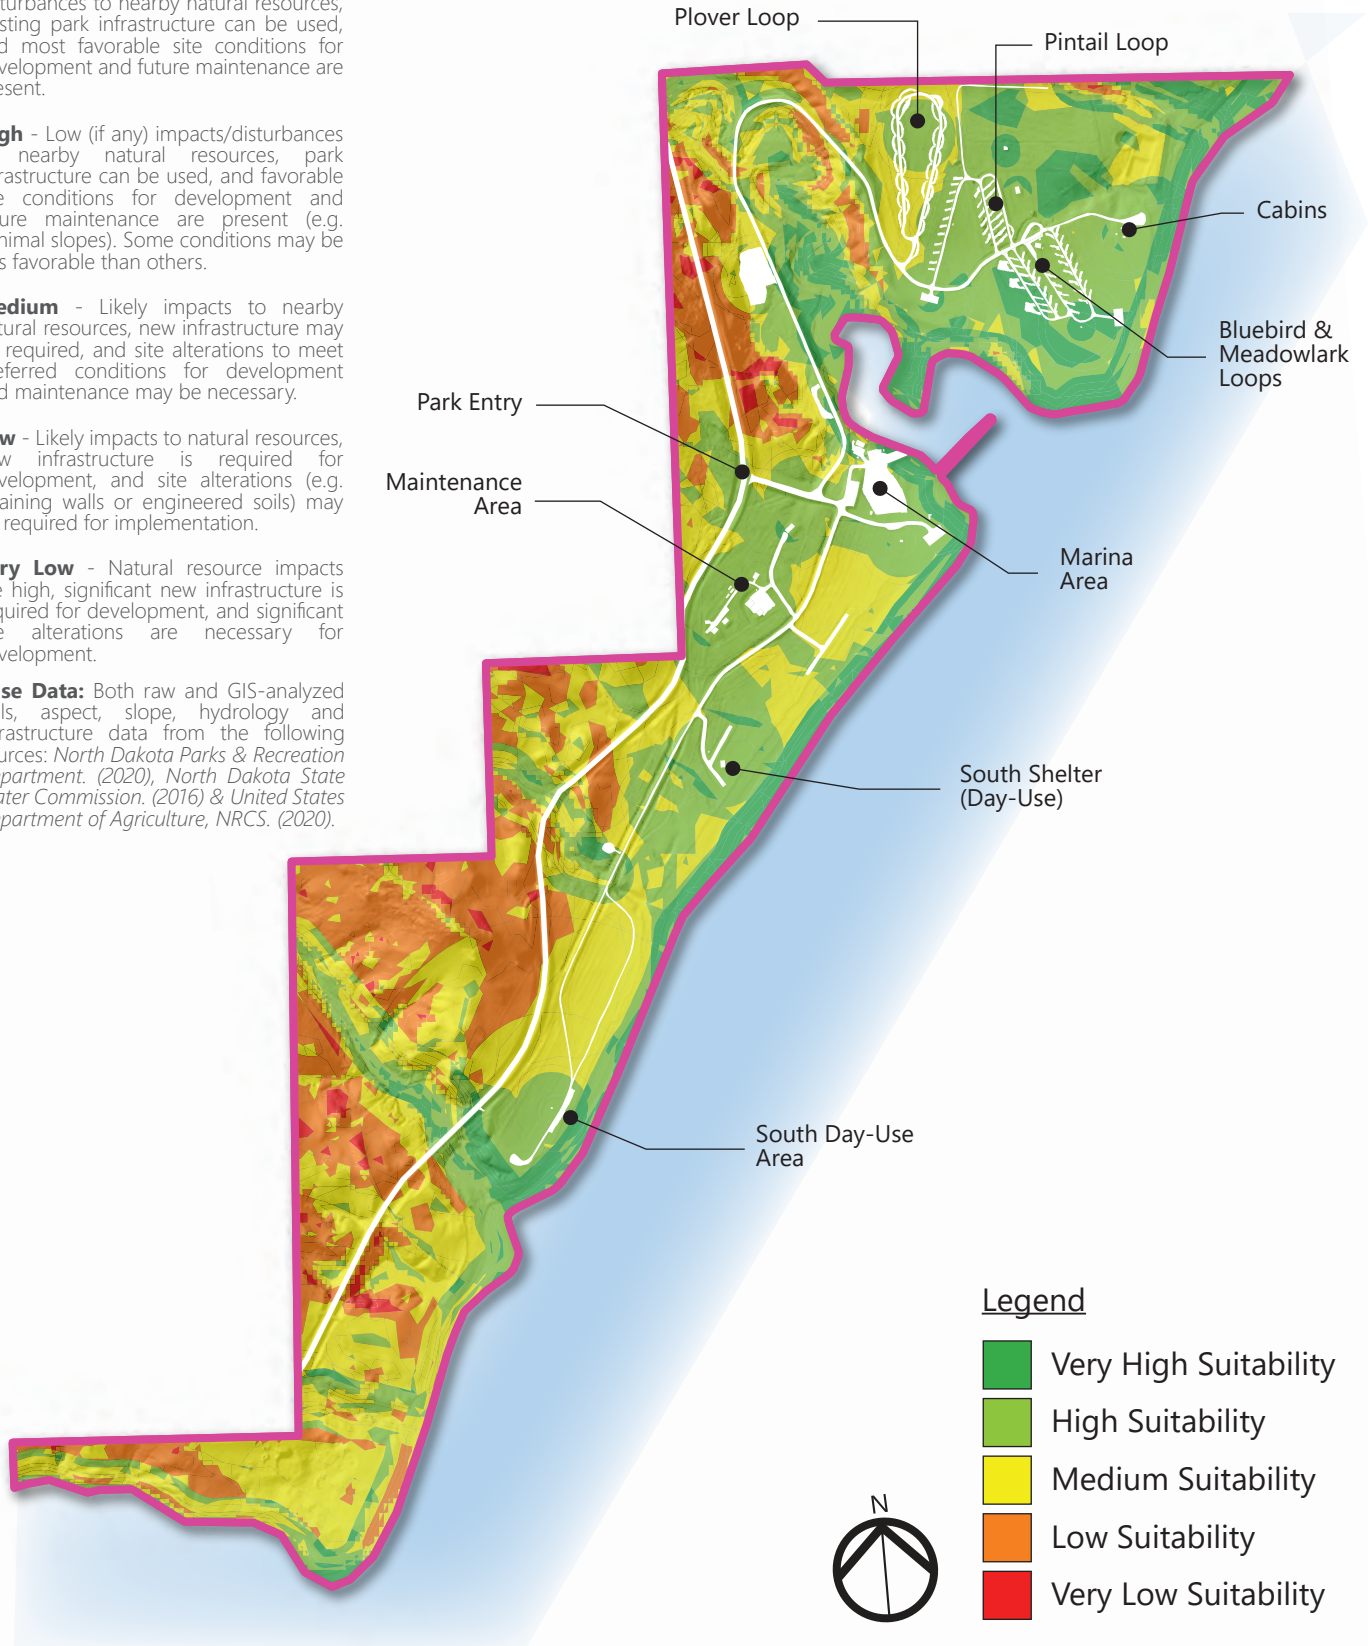 turbances to nearby natural resources,
sting park infrastructure can be used,
d most favorable site conditions for
velopment and future maintenance are
esent.
gh - Low (if any) impacts/disturbances
nearby natural resources, park
rastructure can be used, and favorable
e conditions for development and
ure maintenance are present (e.g.
nimal slopes). Some conditions may be
s favorable than others.
edium - Likely impacts to nearby
tural resources, new infrastructure may
required, and site alterations to meet
eferred conditions for development
d maintenance may be necessary.
w - Likely impacts to natural resources,
w infrastructure is required for
velopment, and site alterations (e.g.
aining walls or engineered soils) may
required for implementation.
ry Low - Natural resource impacts
e high, significant new infrastructure is
quired for development, and significant
e alterations are necessary for
velopment.
se Data: Both raw and GIS-analyzed
ils, aspect, slope, hydrology and
rastructure data from the following
urces: North Dakota Parks & Recreation
epartment. (2020), North Dakota State
ater Commission. (2016) & United States
epartment of Agriculture, NRCS. (2020).
Plover Loop
Pintail Loop
Cabins
Bluebird &
Meadowlark
Loops
Park Entry
Maintenance
Area
Marina
Area
South Shelter
(Day-Use)
South Day-Use
Area
Legend
Very High Suitability
High Suitability
Medium Suitability
Low Suitability
Very Low Suitability
N